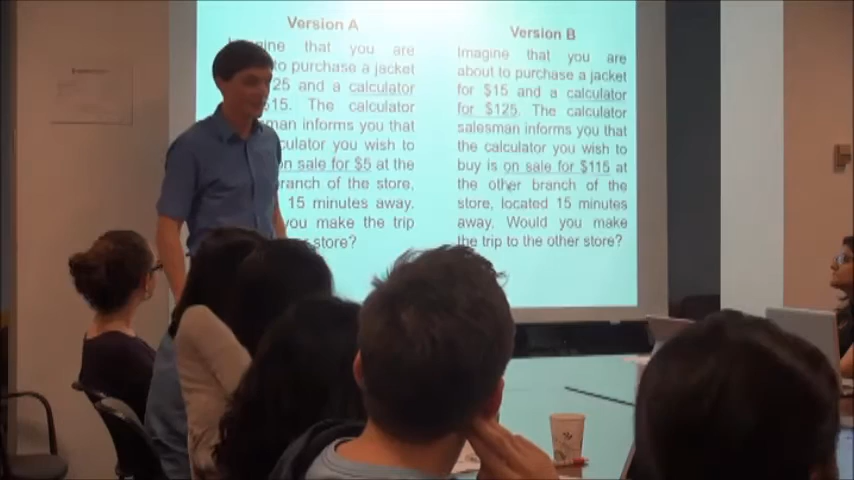 Version A
Imagine that you are
to purchase a jacket
25 and a calculator
$15. The calculator
man informs you that
culator you wish to
on sale for $5 at the
ranch of the store,
15 minutes away.
you make the trip
store?
Version B
Imagine that you are
about to purchase a jacket
for $15 and a calculator
for $125. The calculator
salesman informs you that
the calculator you wish to
buy is on sale for $115 at
the other branch of the
store, located 15 minutes
away. Would you make
the trip to the other store?